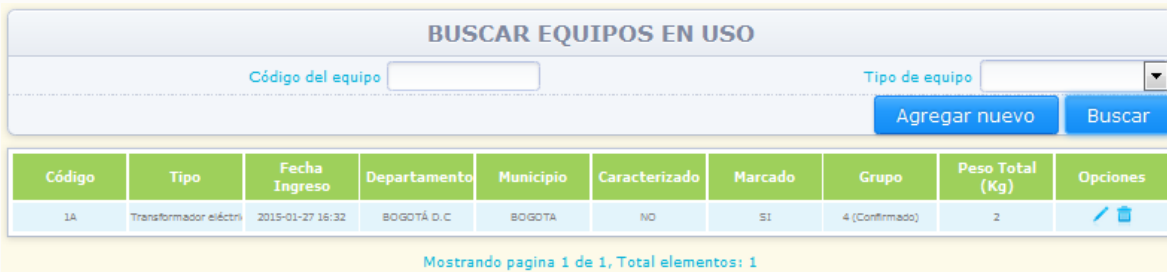 BUSCAR EQUIPOS EN USO
Código del equipo Tipo de equipo
Agregar nuevo Buscar
Código Tipo Fecha Ingreso Departamento Municipio Caracterizado Marcado Grupo Peso Total (Kg) Opciones
1A Transformador eléctri 2015-01-27 16:32 BOGOTÁ D.C BOGOTA NO SI 4 (Confirmado) 2
Mostrando pagina 1 de 1, Total elementos: 1